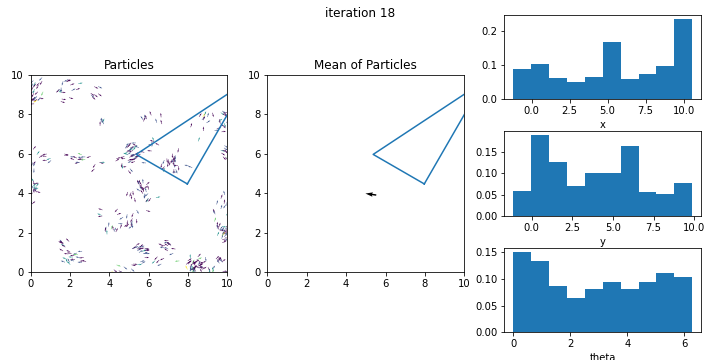 iteration 18
Particles
10
8
6
4
2
0
0 2 4 6 8 10
Mean of Particles
10
8
6
4
2
0
0 2 4 6 8 10
0.2
0.1
0.0
0.0 2.5 5.0 7.5 10.0
x
0.15
0.10
0.05
0.00
0.0 2.5 5.0 7.5 10.0
y
0.15
0.10
0.05
0.00
0 2 4 6
theta